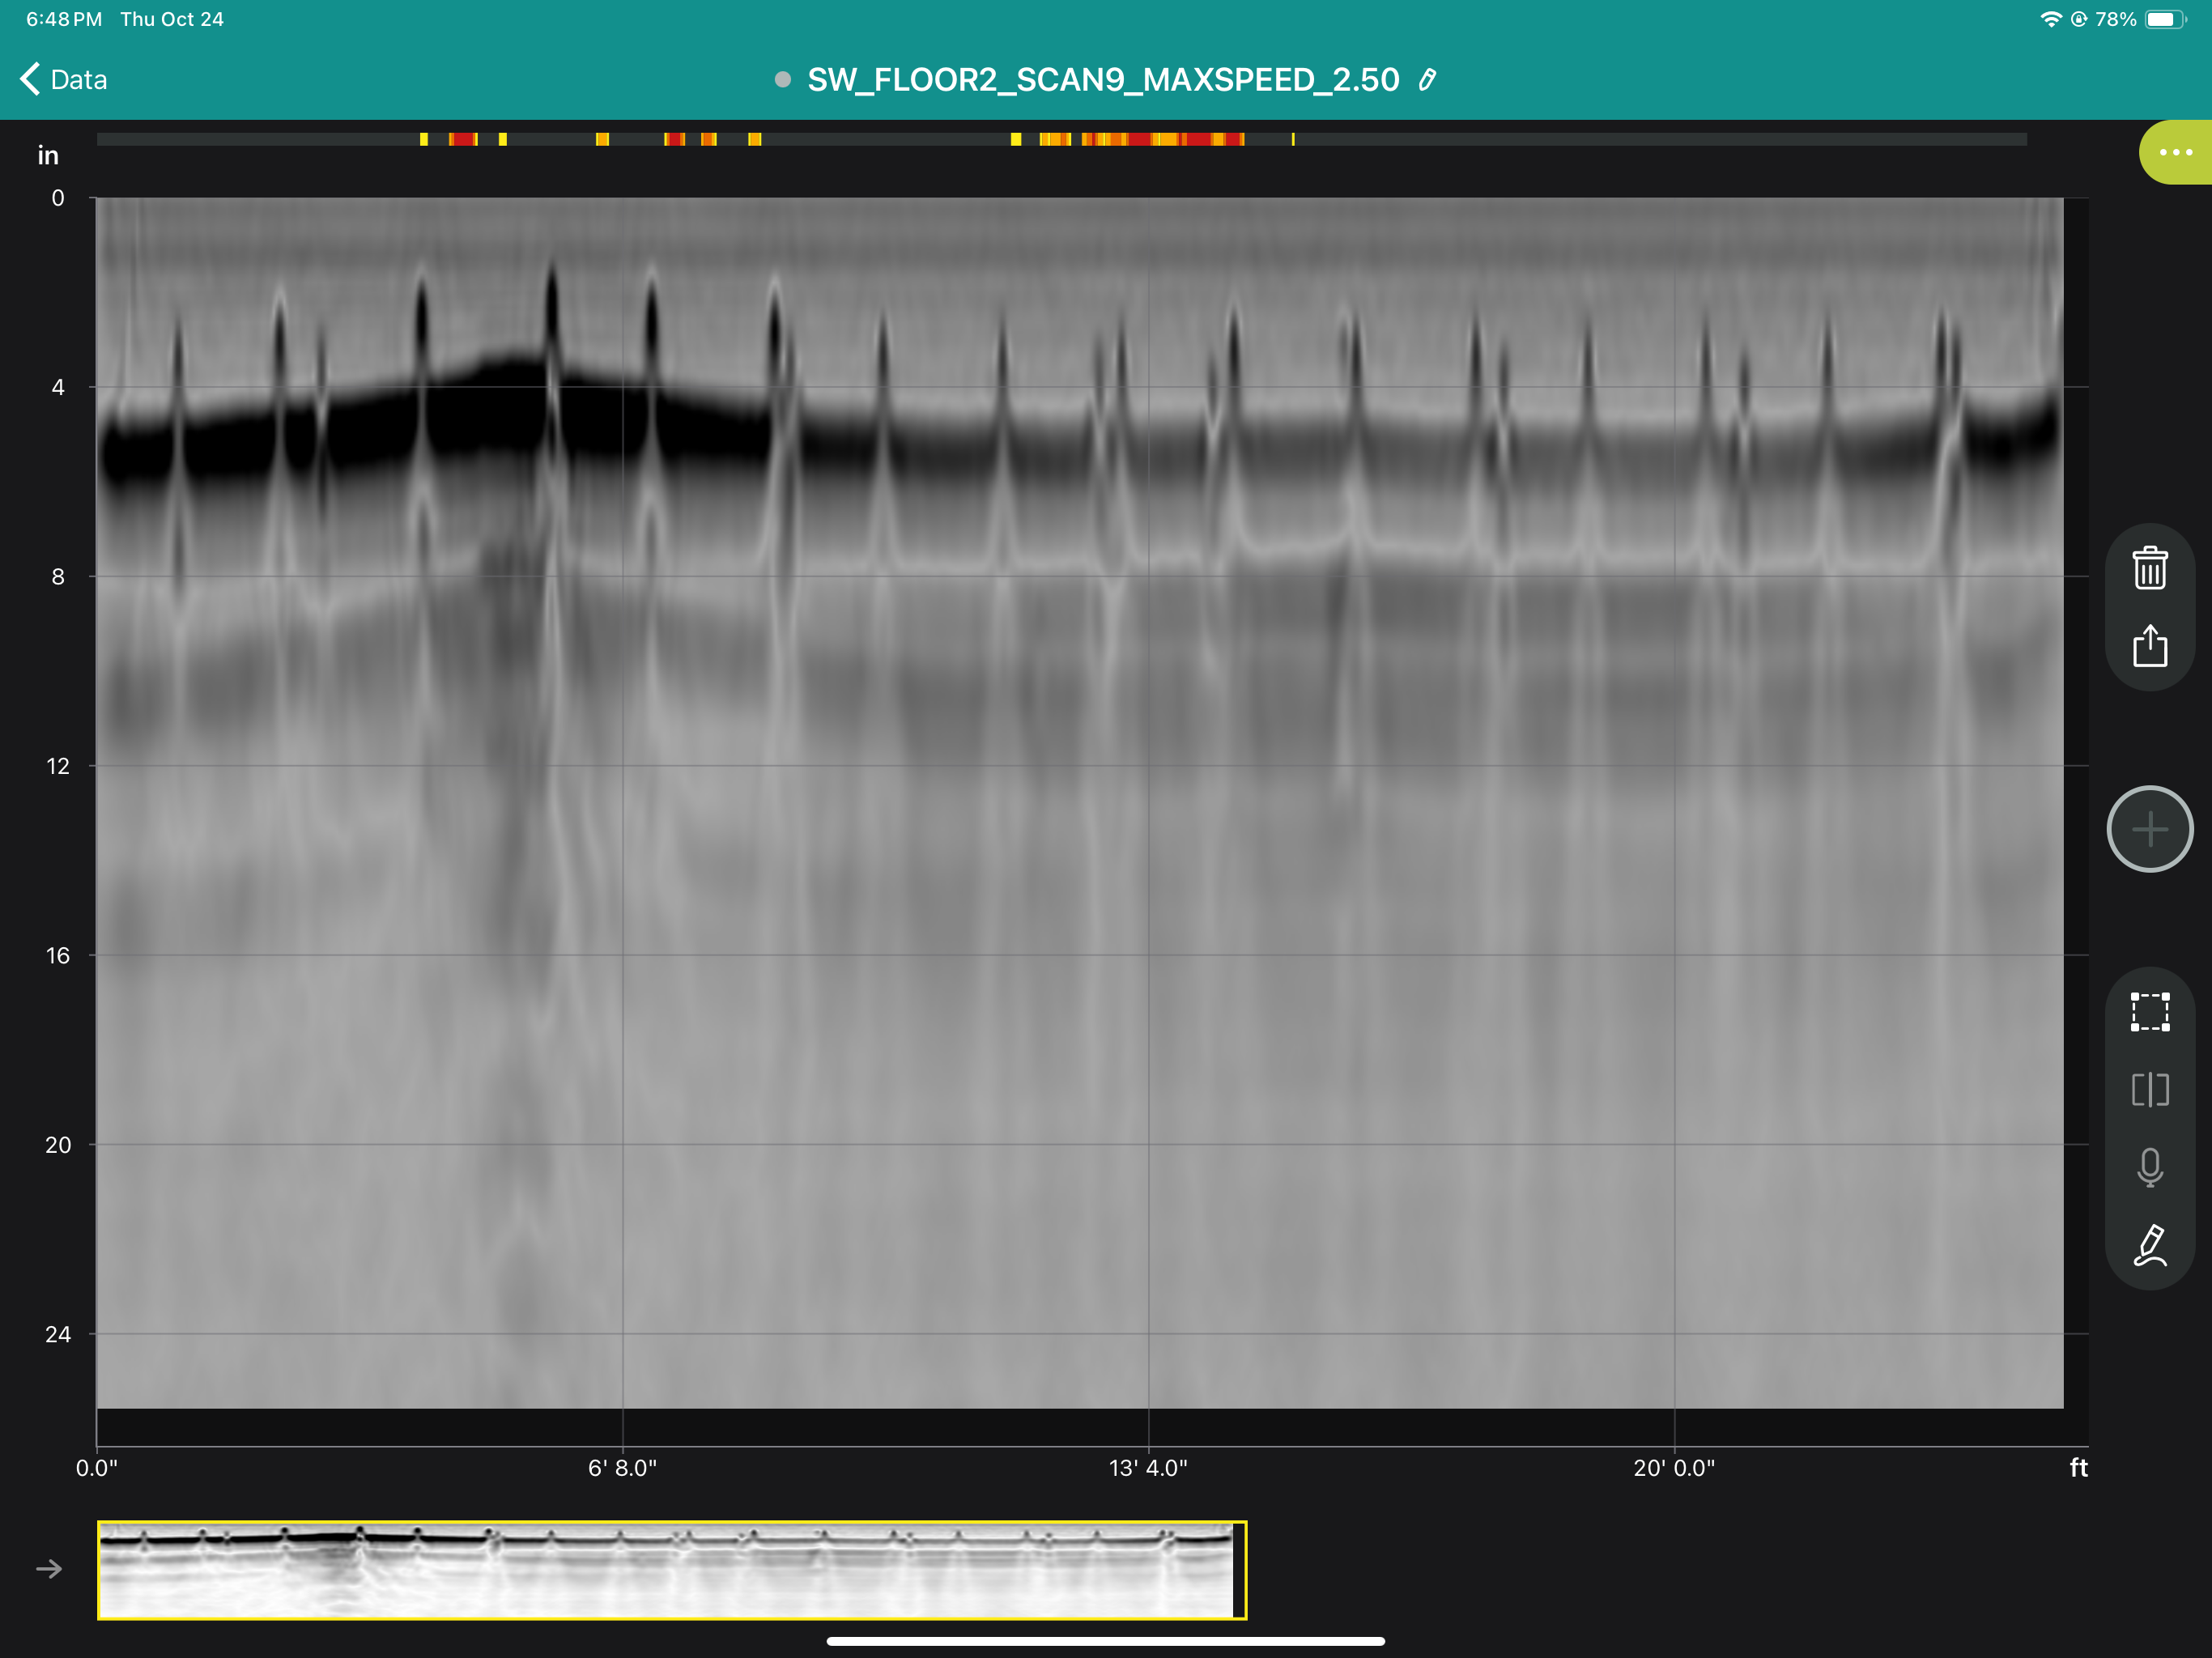 6:48 PM Thu Oct 24
78%
Data
SW_FLOOR2_SCAN9_MAXSPEED_2.50
in
0
4
8
12
16
20
24
0.0"
6' 8.0"
13' 4.0"
20' 0.0"
ft